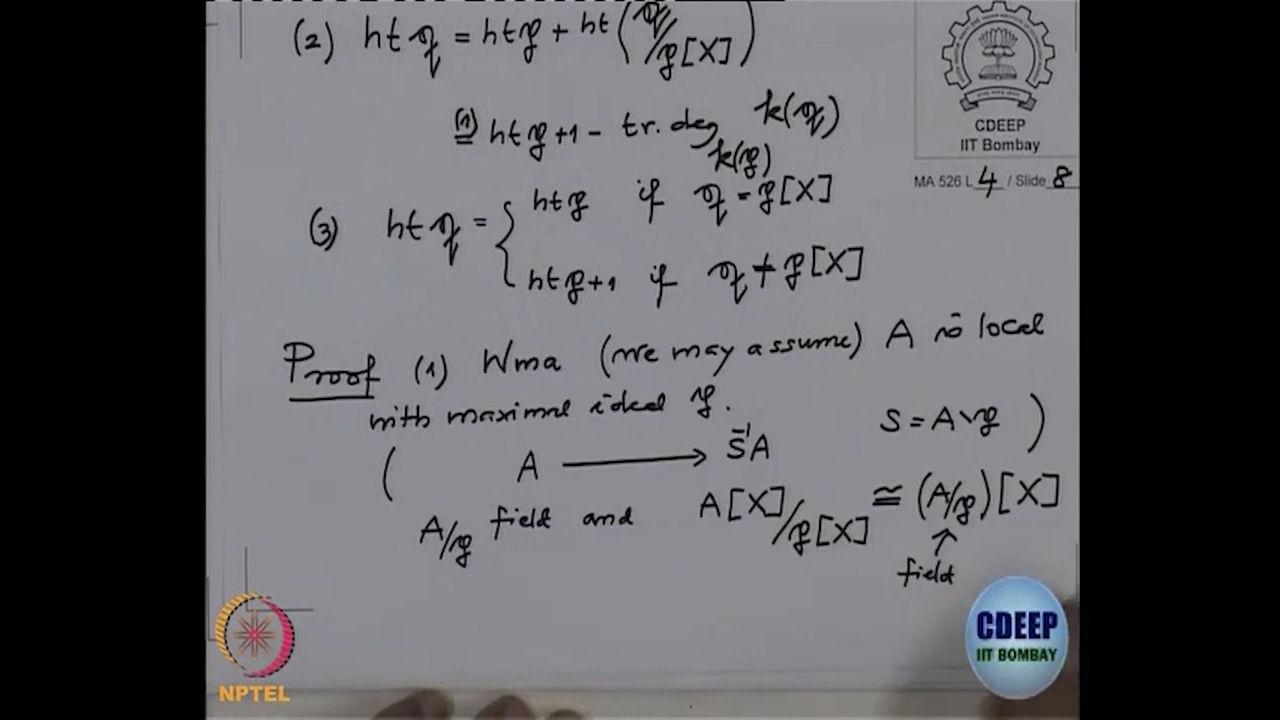 (2) ht 𝔮 = ht 𝔭 + ht (𝔮/𝔭[X])
(1)
= ht 𝔭 + 1 - tr. deg k(𝔮)
k(𝔭)
(3) ht 𝔮 = { ht 𝔭 if 𝔮 = 𝔭[X]
ht 𝔭 + 1 if 𝔮 ≠ 𝔭[X]
Proof (1) Wma (we may assume) A is local
with maximal ideal 𝔭.
( A ⟶ S⁻¹A S = A∖𝔭 )
A/𝔭 field and A[X]/𝔭[X] ≅ (A/𝔭)[X]
↑
field
CDEEP
IIT Bombay
MA 526 L 4 / Slide 8
NPTEL
CDEEP
IIT BOMBAY